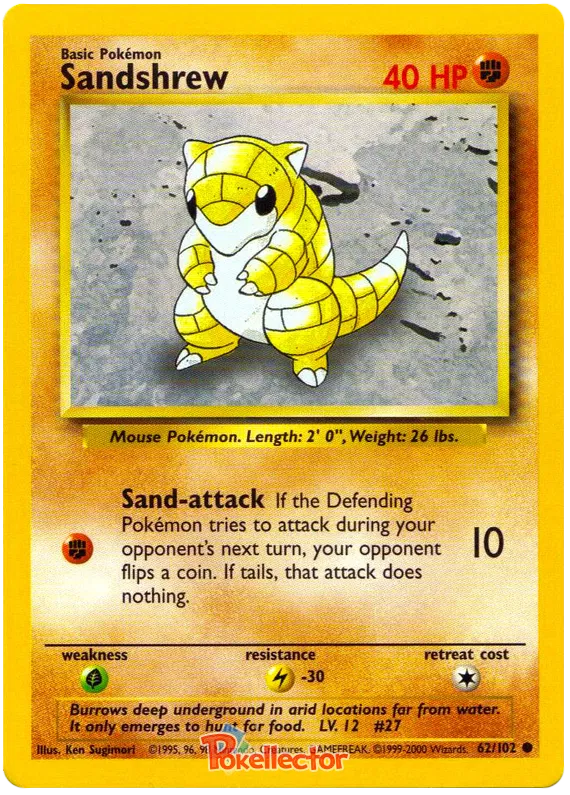 Basic Pokémon
Sandshrew 40 HP
Mouse Pokémon. Length: 2' 0", Weight: 26 lbs.
Sand-attack If the Defending
Pokémon tries to attack during your
opponent's next turn, your opponent 10
flips a coin. If tails, that attack does
nothing.
weakness resistance retreat cost
-30
Burrows deep underground in arid locations far from water.
It only emerges to hunt for food. LV. 12 #27
Illus. Ken Sugimori ©1995, 96, 98 Nintendo, Creatures, GAMEFREAK. ©1999-2000 Wizards. 62/102
Pokellector